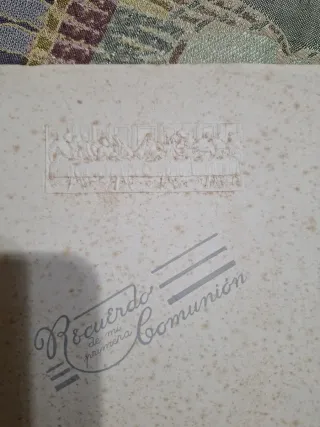 Recuerdo
de mi
primera
Comunión